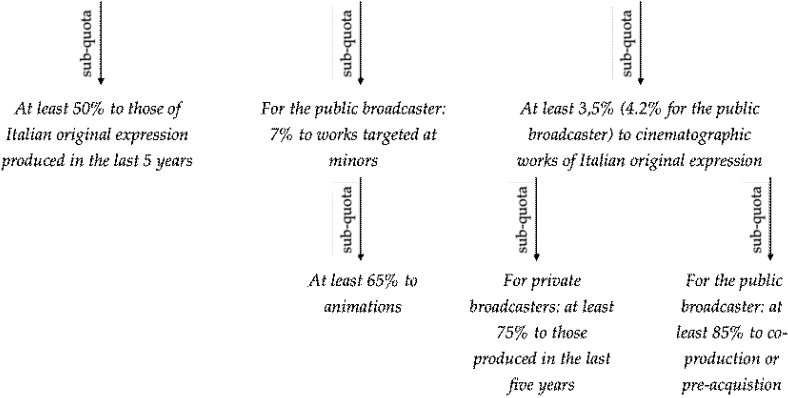 sub-quota
sub-quota
sub-quota
At least 50% to those of
Italian original expression
produced in the last 5 years
For the public broadcaster:
7% to works targeted at
minors
At least 3,5% (4.2% for the public
broadcaster) to cinematographic
works of Italian original expression
sub-quota
sub-quota
sub-quota
At least 65% to
animations
For private
broadcasters: at least
75% to those
produced in the last
five years
For the public
broadcaster: at
least 85% to co-
production or
pre-acquistion